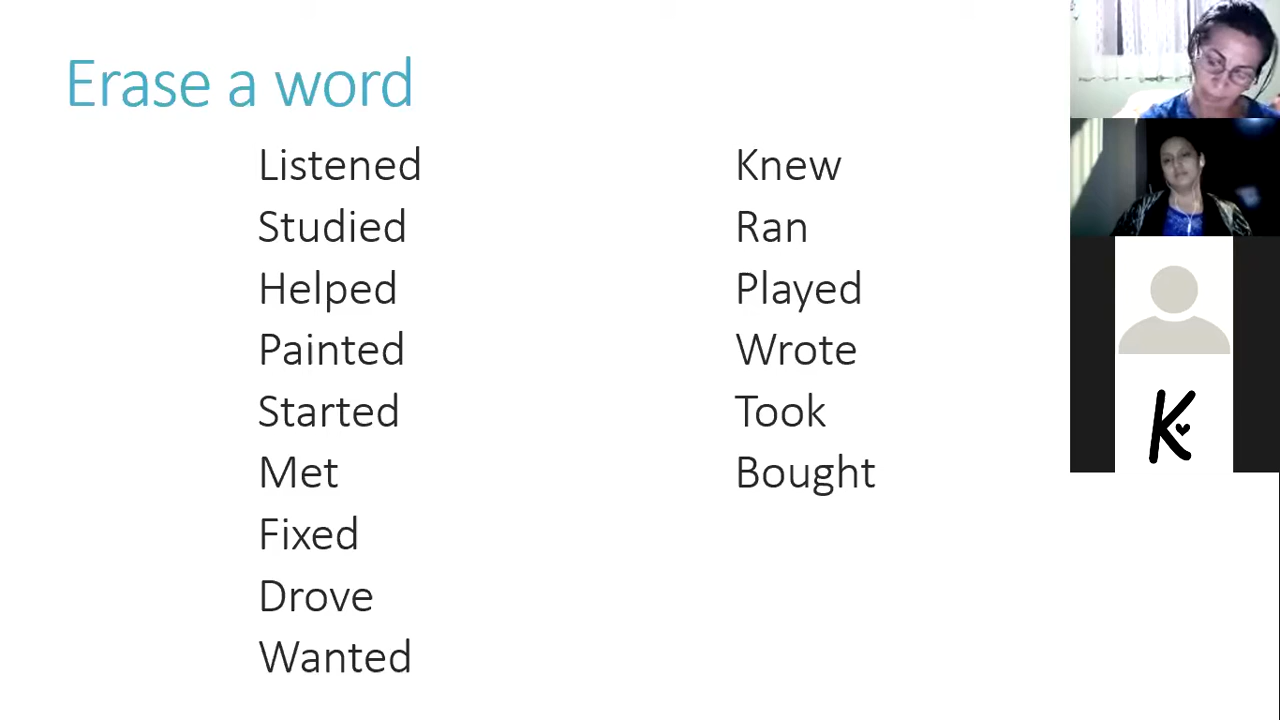 Erase a word
Listened
Studied
Helped
Painted
Started
Met
Fixed
Drove
Wanted
Knew
Ran
Played
Wrote
Took
Bought
K